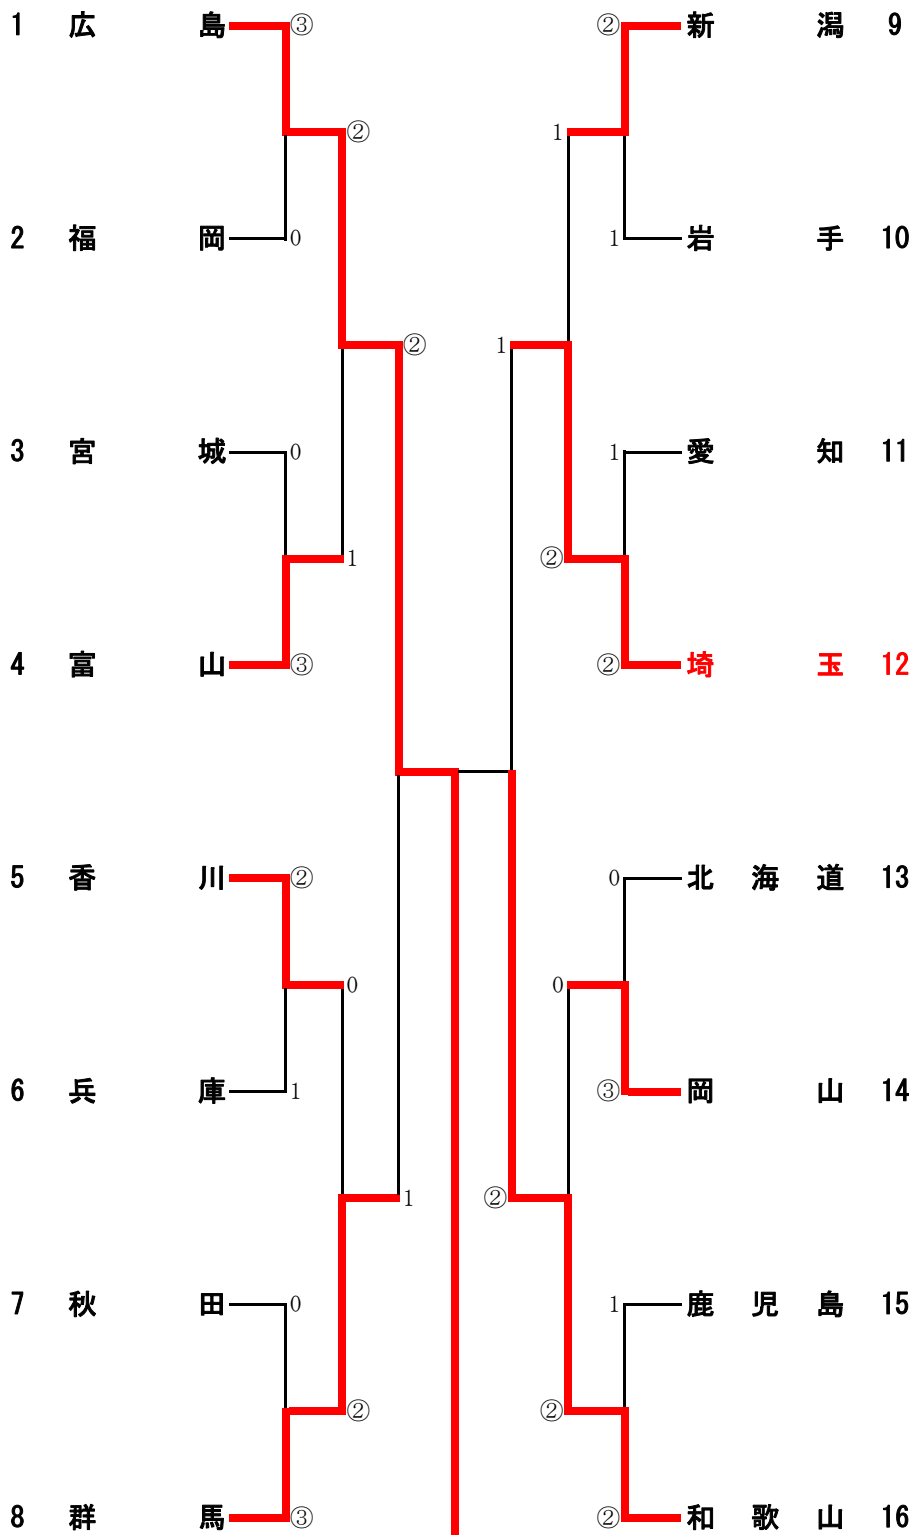 1 広 島 ③ ② 新 潟 9
② 1
2 福 岡 0 1 岩 手 10
② 1
3 宮 城 0 1 愛 知 11
1 ②
4 富 山 ③ ② 埼 玉 12
5 香 川 ② 0 北 海 道 13
0 0
6 兵 庫 1 ③ 岡 山 14
1 ②
7 秋 田 0 1 鹿 児 島 15
② ②
8 群 馬 ③ ② 和 歌 山 16